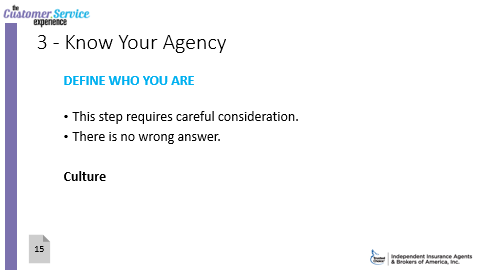 the
Customer Service
experience
3 - Know Your Agency
DEFINE WHO YOU ARE
• This step requires careful consideration.
• There is no wrong answer.
Culture
15
Independent Insurance Agents
& Brokers of America, Inc.